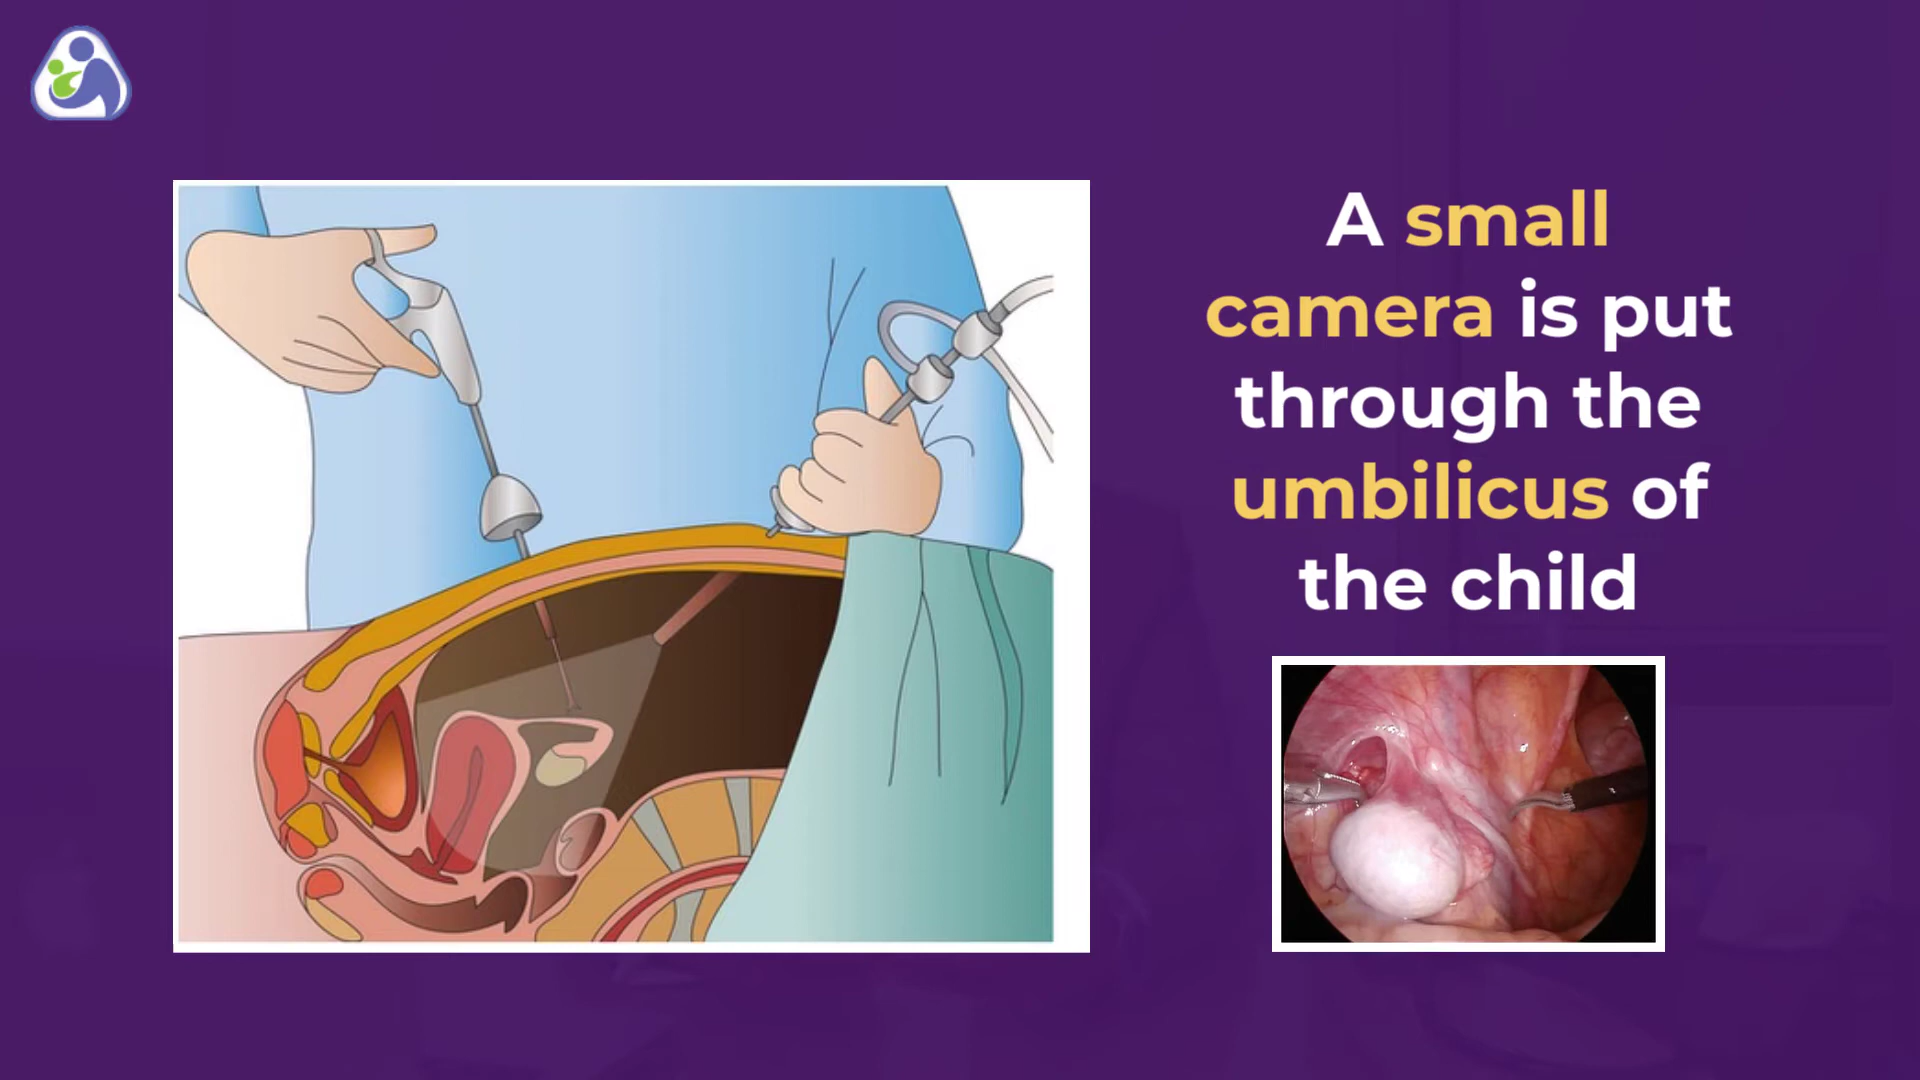 A small
camera is put
through the
umbilicus of
the child